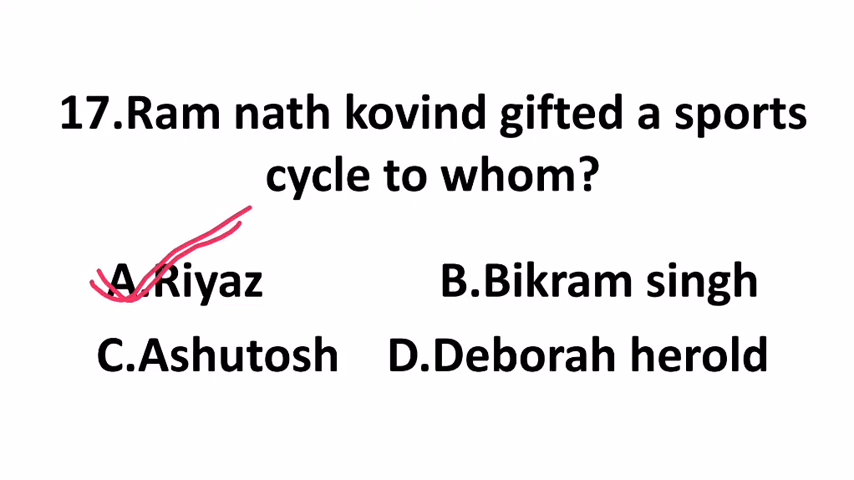 17.Ram nath kovind gifted a sports
cycle to whom?
A.Riyaz B.Bikram singh
C.Ashutosh D.Deborah herold